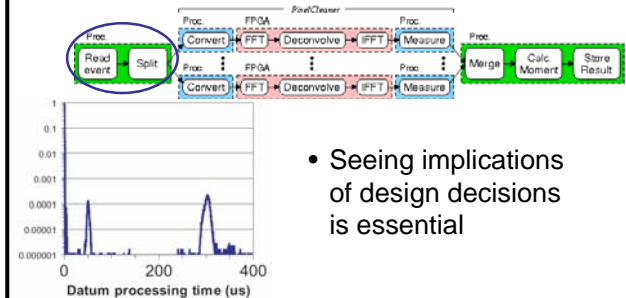 PixelCleaner
Proc. FPGA Proc.
Convert FFT Deconvolve IFFT Measure
Proc. Proc.
Read event Split Merge Calc. Moment Store Result
Proc. FPGA Proc.
Convert FFT Deconvolve IFFT Measure
1
0.1
0.01
0.001
0.0001
0.00001
0.000001
0 200 400
Datum processing time (us)
• Seeing implications
of design decisions
is essential